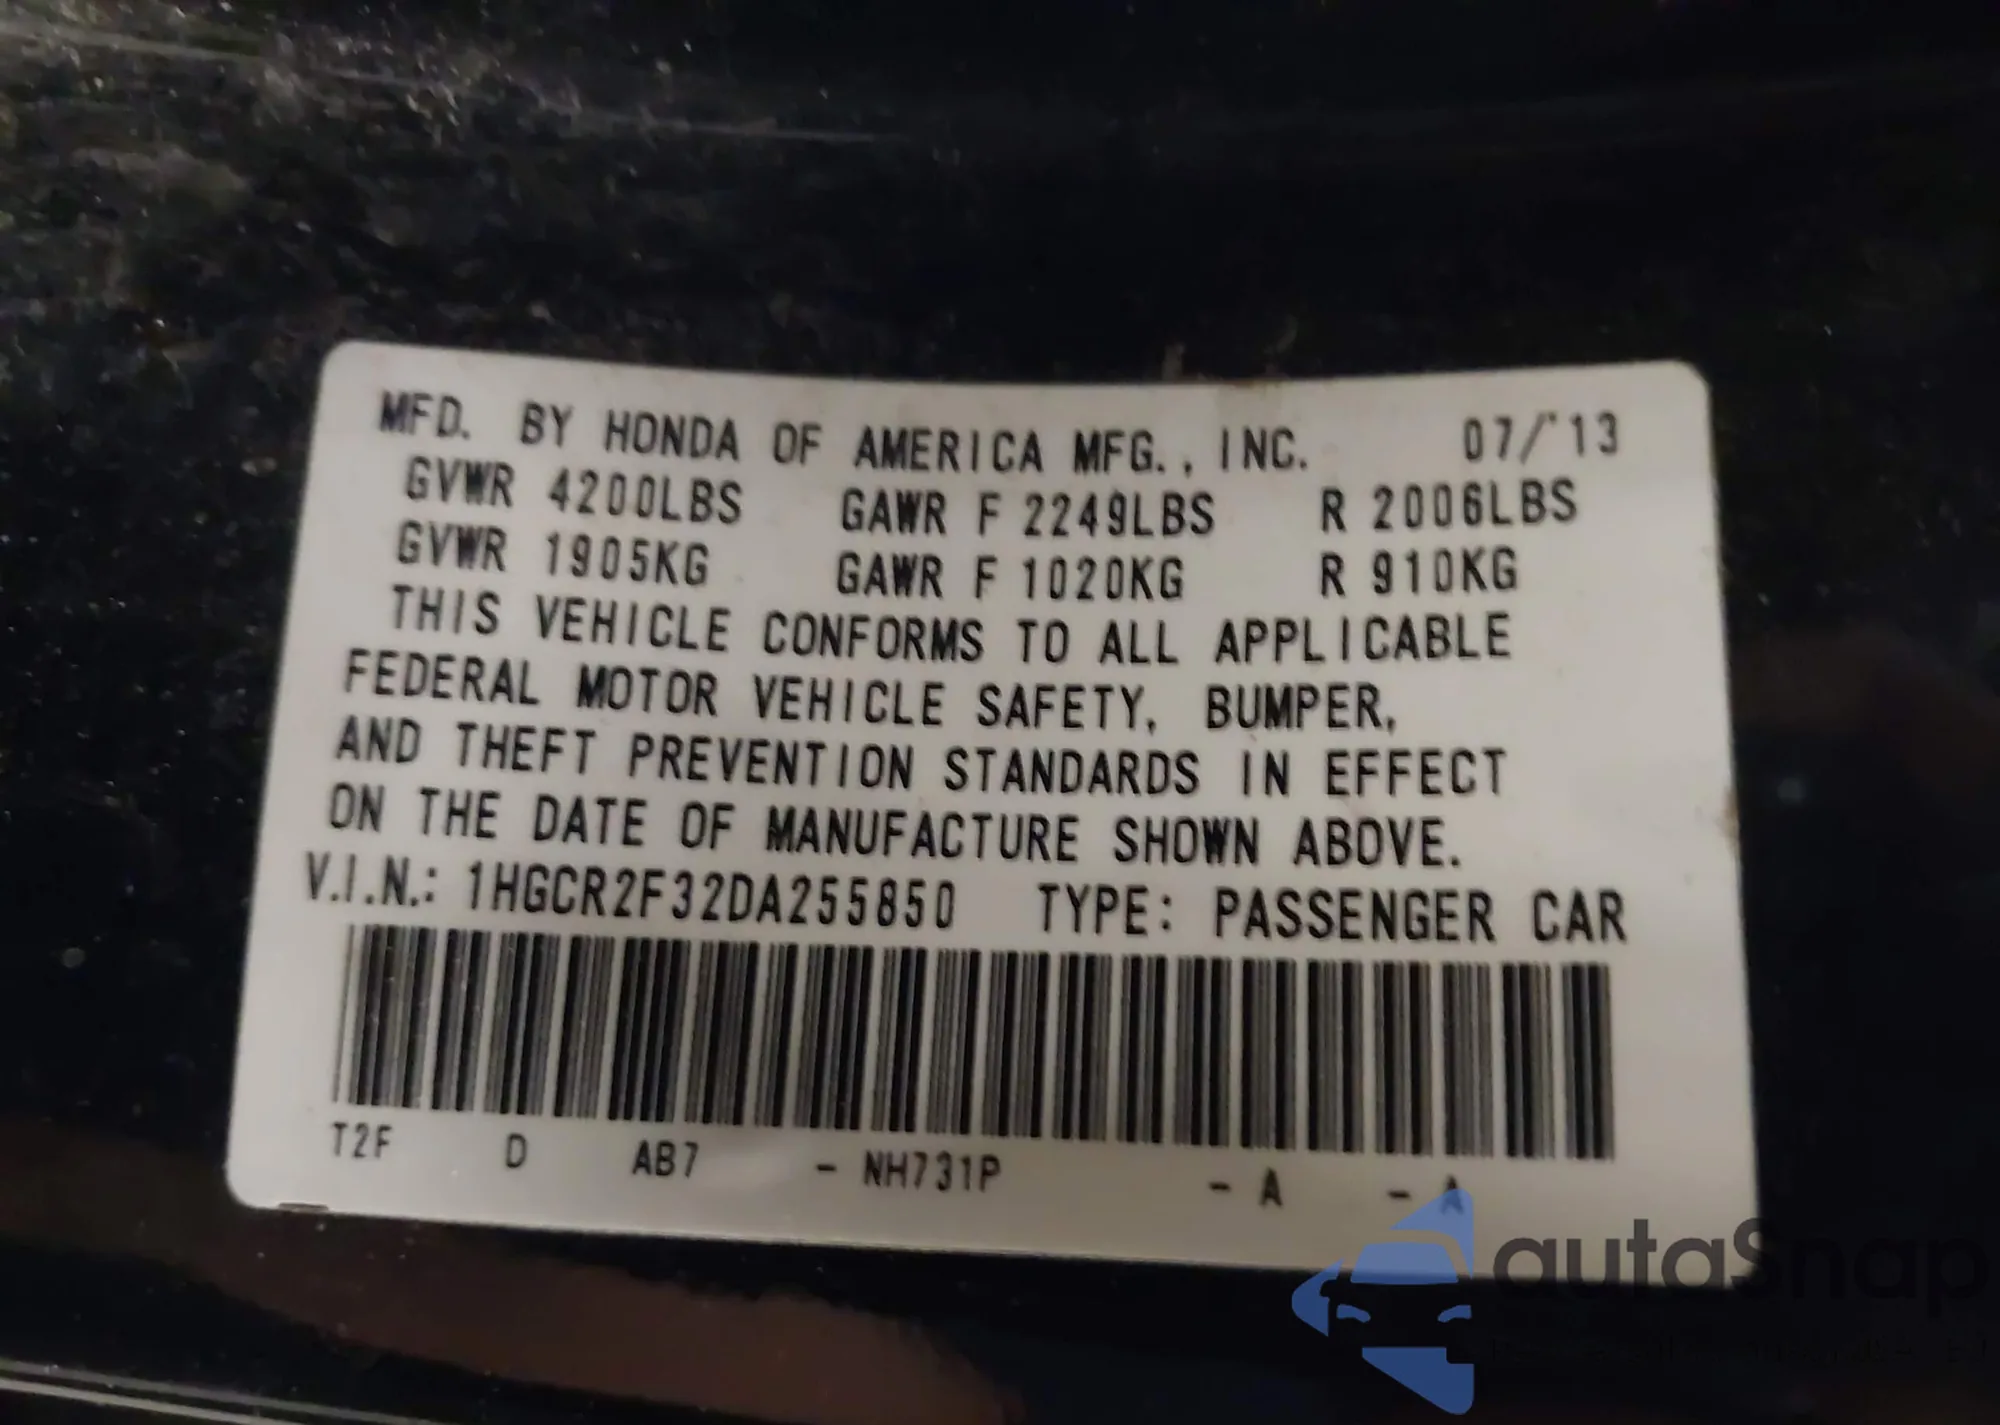 MFD. BY HONDA OF AMERICA MFG., INC. 07/'13
GVWR 4200LBS GAWR F 2249LBS R 2006LBS
GVWR 1905KG GAWR F 1020KG R 910KG
THIS VEHICLE CONFORMS TO ALL APPLICABLE
FEDERAL MOTOR VEHICLE SAFETY, BUMPER,
AND THEFT PREVENTION STANDARDS IN EFFECT
ON THE DATE OF MANUFACTURE SHOWN ABOVE.
V.I.N.: 1HGCR2F32DA255850 TYPE: PASSENGER CAR
T2F D AB7 - NH731P - A - A
autaSnap